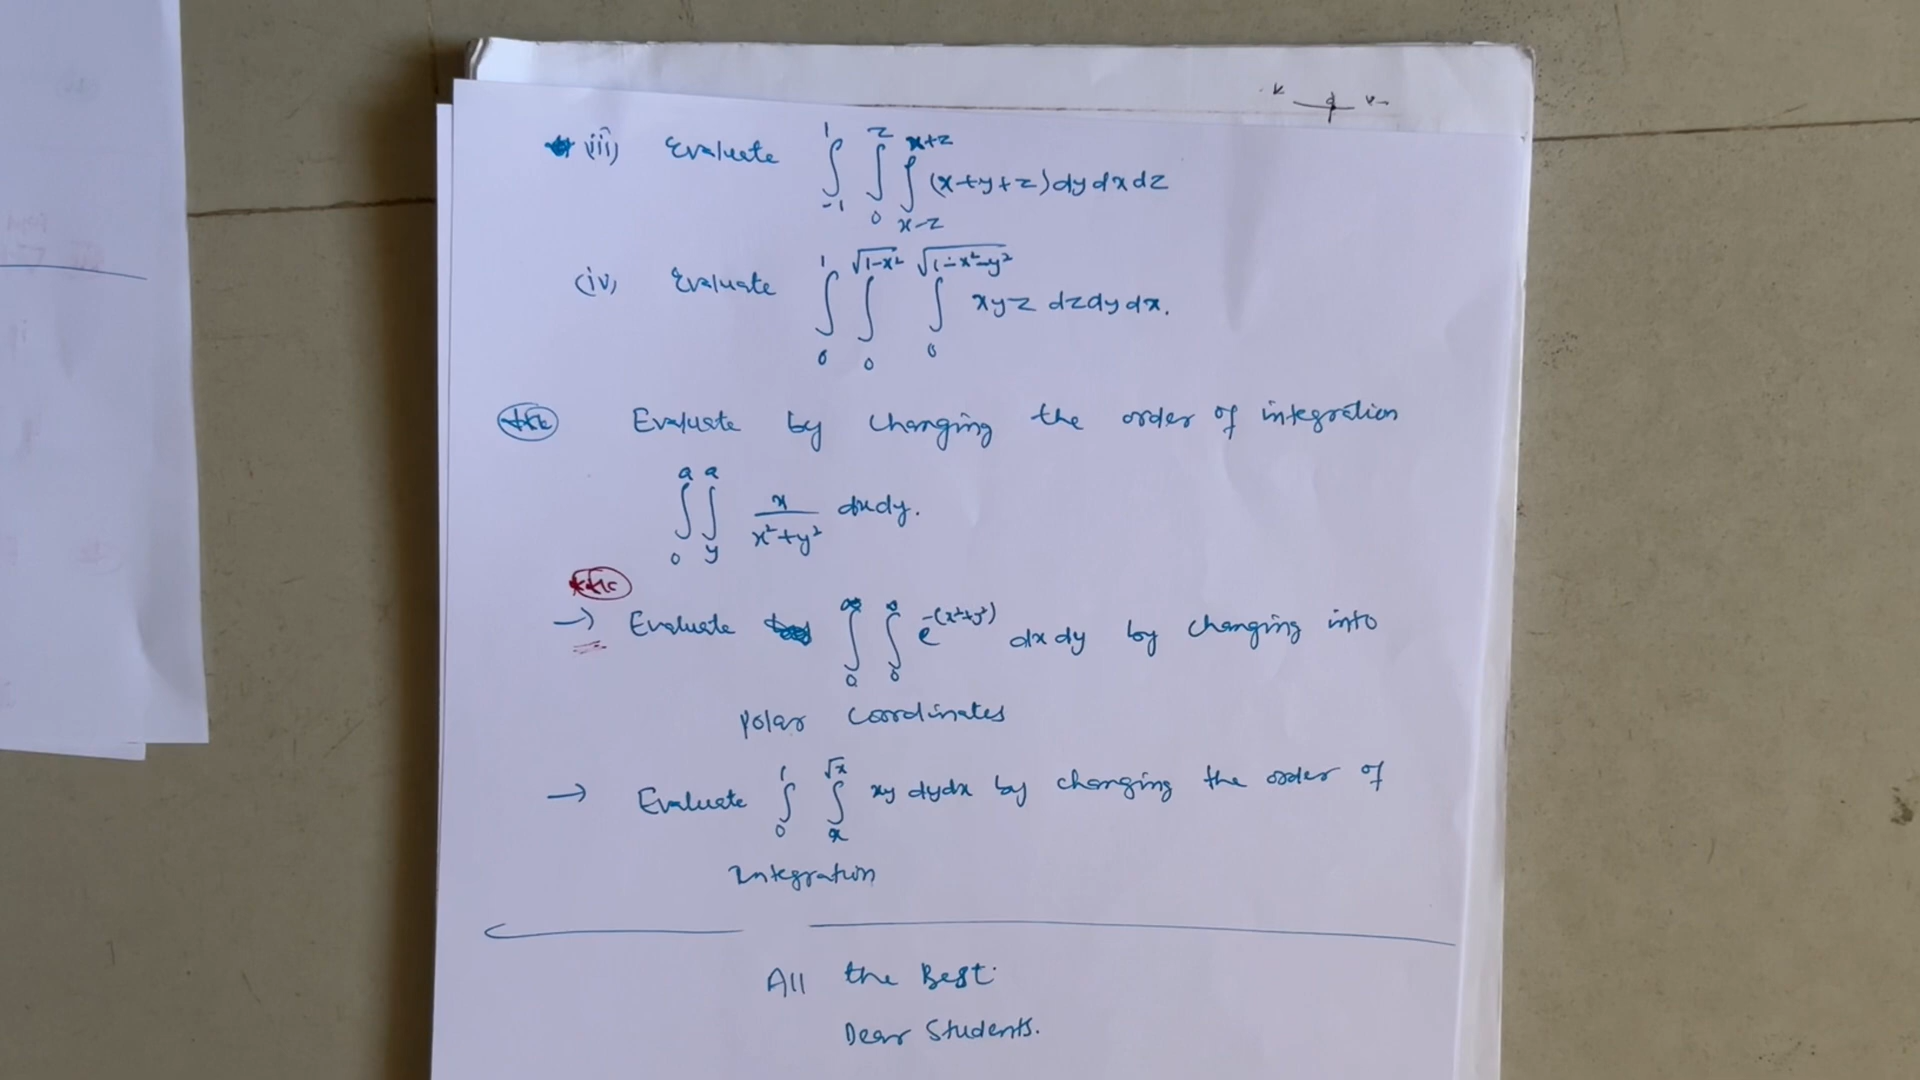 (iii) Evaluate ∫_{-1}^{1} ∫_{0}^{z} ∫_{x-z}^{x+z} (x+y+z) dy dx dz
(iv) Evaluate ∫_{0}^{1} ∫_{0}^{√(1-x²)} ∫_{0}^{√(1-x²-y²)} xyz dz dy dx.
Evaluate by changing the order of integration
∫_{0}^{a} ∫_{y}^{a} x/(x²+y²) dx dy.
→ Evaluate ∫_{0}^{∞} ∫_{0}^{∞} e^{-(x²+y²)} dx dy by changing into
polar coordinates
→ Evaluate ∫_{0}^{1} ∫_{x}^{√x} xy dy dx by changing the order of
Integration
All the Best.
Dear Students.